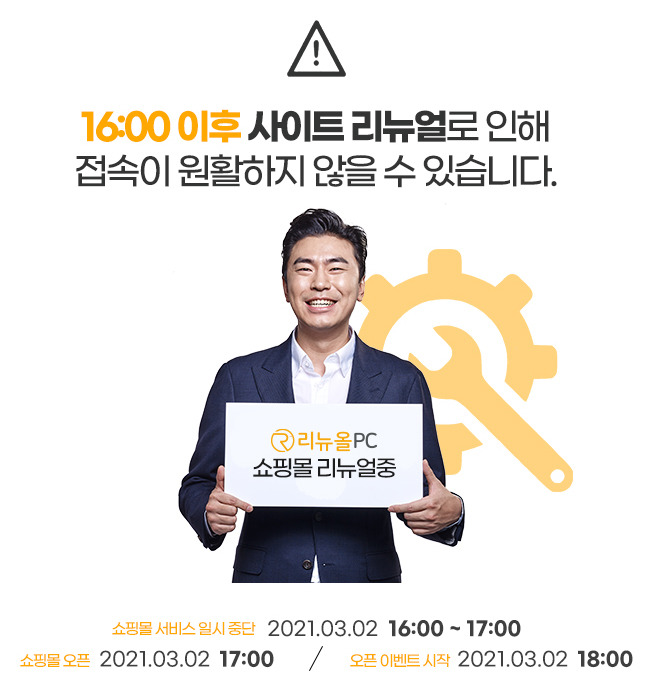 16:00 이후 사이트 리뉴얼로 인해
접속이 원활하지 않을 수 있습니다.
리뉴올PC
쇼핑몰 리뉴얼중
쇼핑몰 서비스 일시 중단 2021.03.02 16:00 ~ 17:00
쇼핑몰 오픈 2021.03.02 17:00 / 오픈 이벤트 시작 2021.03.02 18:00